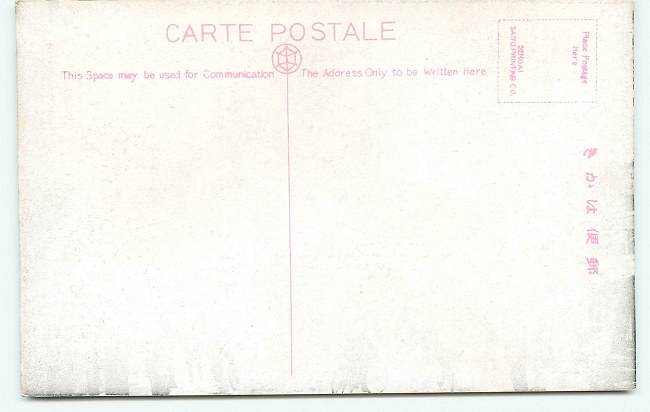 CARTE POSTALE
This Space may be used for Communication
The Address Only to be Written Here.
Place Postage
Here
SENDAI
SAITO PRINTING CO.
きがは便郵